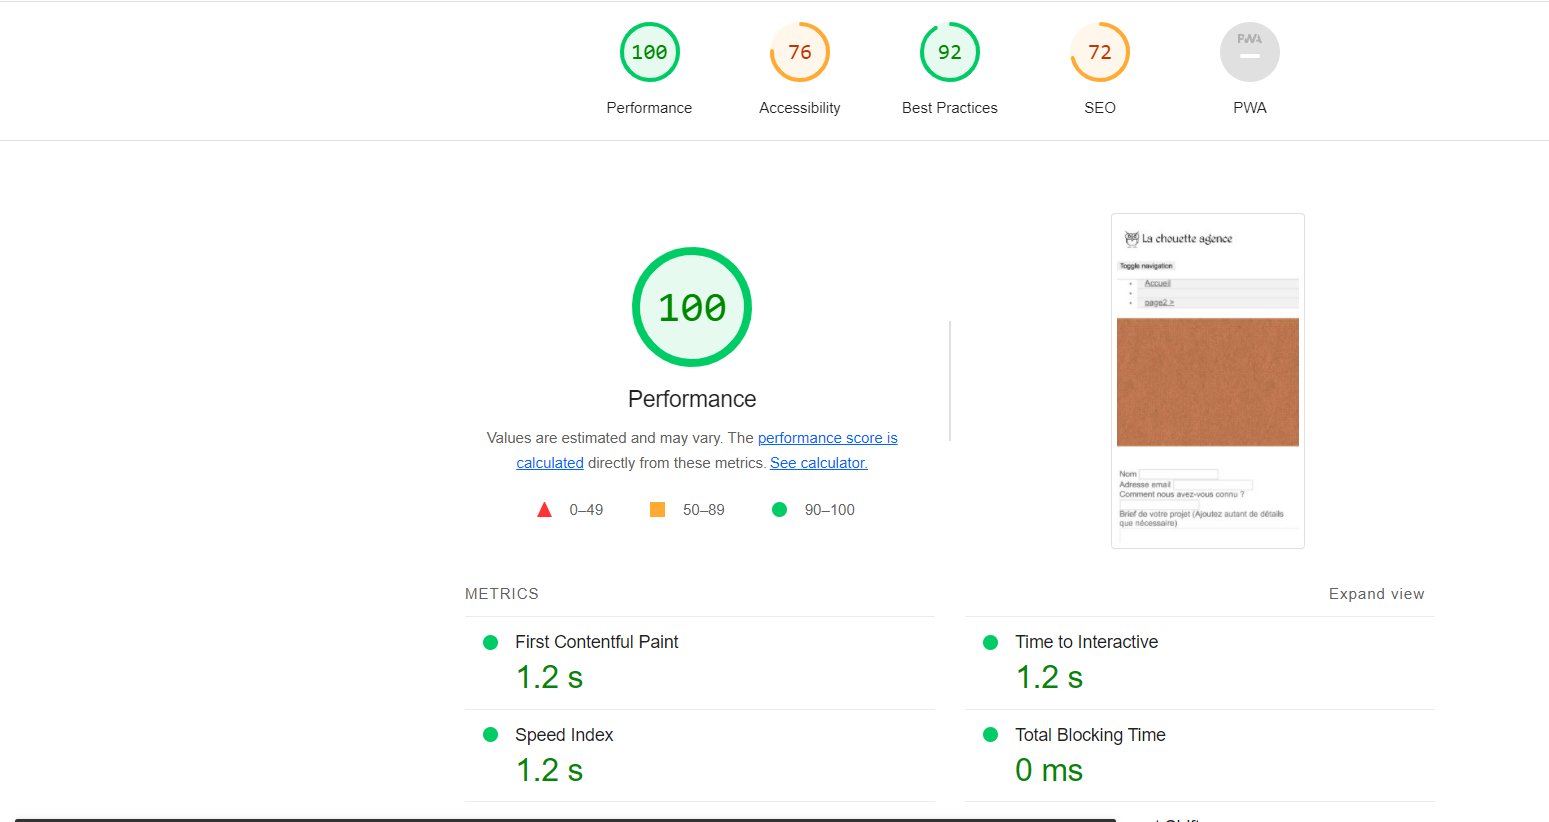 100
76
92
72
PWA
Performance
Accessibility
Best Practices
SEO
PWA
La chouette agence
Toggle navigation
Accueil
page2 >
100
Performance
Values are estimated and may vary. The performance score is
calculated directly from these metrics. See calculator.
0–49
50–89
90–100
Nom
Adresse email
Comment nous avez-vous connu ?
Brief de votre projet (Ajoutez autant de détails
que nécessaire)
METRICS
Expand view
First Contentful Paint
1.2 s
Time to Interactive
1.2 s
Speed Index
1.2 s
Total Blocking Time
0 ms